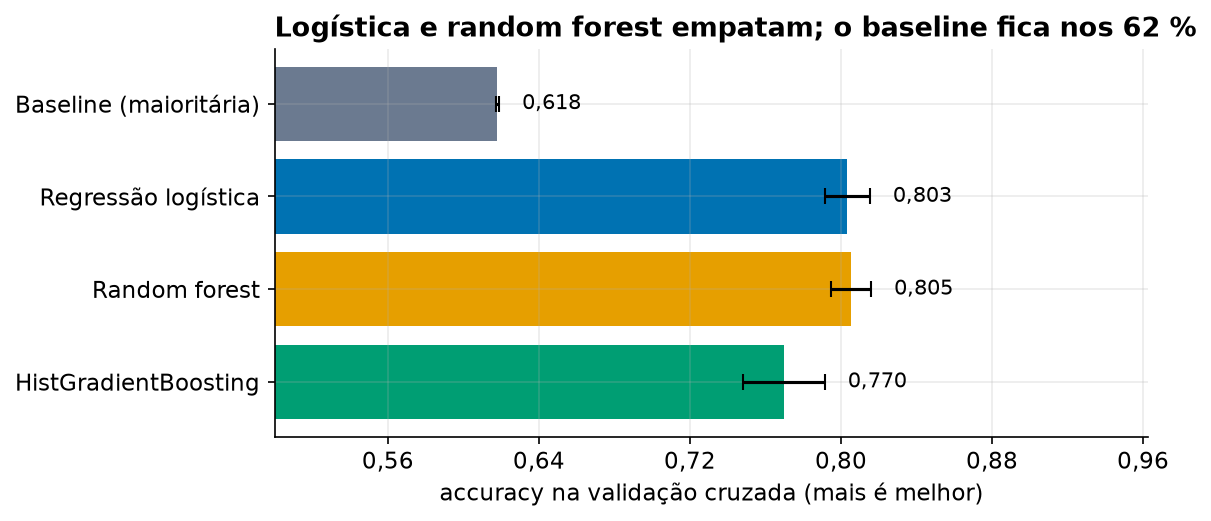 Logística e random forest empatam; o baseline fica nos 62 %
Baseline (maioritária)
0,618
Regressão logística
0,803
Random forest
0,805
HistGradientBoosting
0,770
0,56
0,64
0,72
0,80
0,88
0,96
accuracy na validação cruzada (mais é melhor)